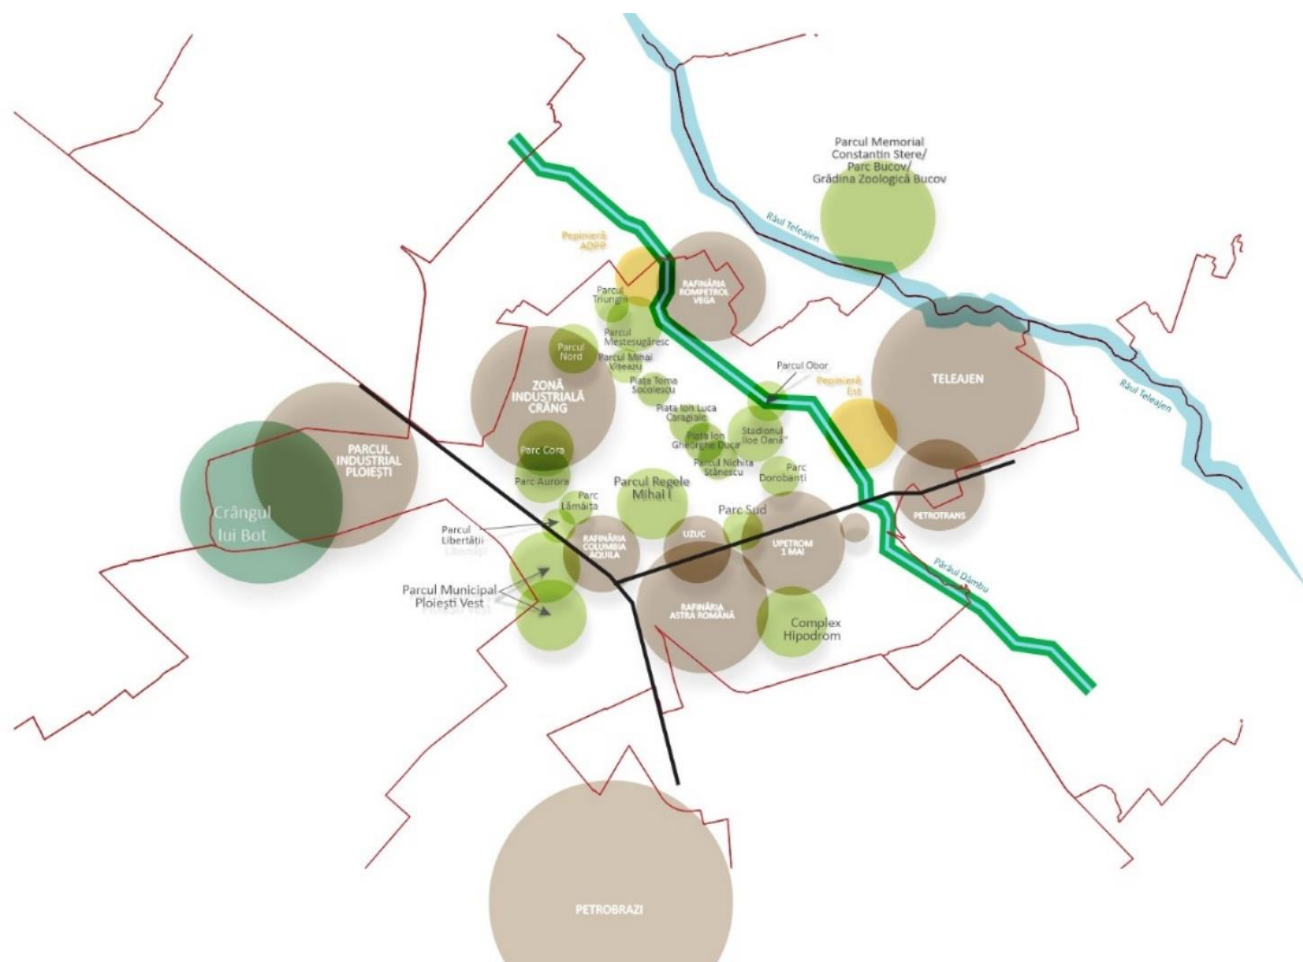 Parcul Memorial
Constantin Stere/
Parc Bucov/
Grădina Zoologică Bucov
Râul Teleajen
Pepinieră
ADPP
RAFINĂRIA
ROMPETROL
VEGA
Parcul
Triunghi
Parcul
Meșteșugăresc
Parcul
Nord
Parcul Mihai
Viteazu
Parcul Obor
Pepinieră
Est
TELEAJEN
Râul Teleajen
ZONĂ
INDUSTRIALĂ
CRÂNG
Piața Toma
Socolescu
Piața Ion Luca
Caragiale
Piața Ion
Gheorghe Duca
Stadionul
"Ilie Oană"
PARCUL
INDUSTRIAL
PLOIEȘTI
Parc Cora
Parcul Nichita
Stănescu
Parc Aurora
Parc
Dorobanți
Parcul Regele
Mihai I
Crângul
lui Bot
Parc
Lămâița
Parc Sud
PETROTRANS
Parcul
Libertății
RAFINĂRIA
COLUMBIA
AQUILA
UZUC
UPETROM
1 MAI
Pârâul Dâmbu
Parcul Municipal
Ploiești Vest
RAFINĂRIA
ASTRA ROMÂNĂ
Complex
Hipodrom
PETROBRAZI